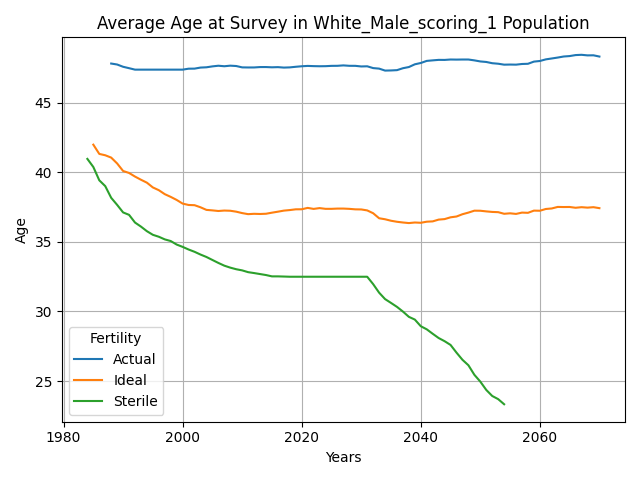 Average Age at Survey in White_Male_scoring_1 Population
Age
45
40
35
30
25
Fertility
Actual
Ideal
Sterile
1980
2000
2020
2040
2060
Years